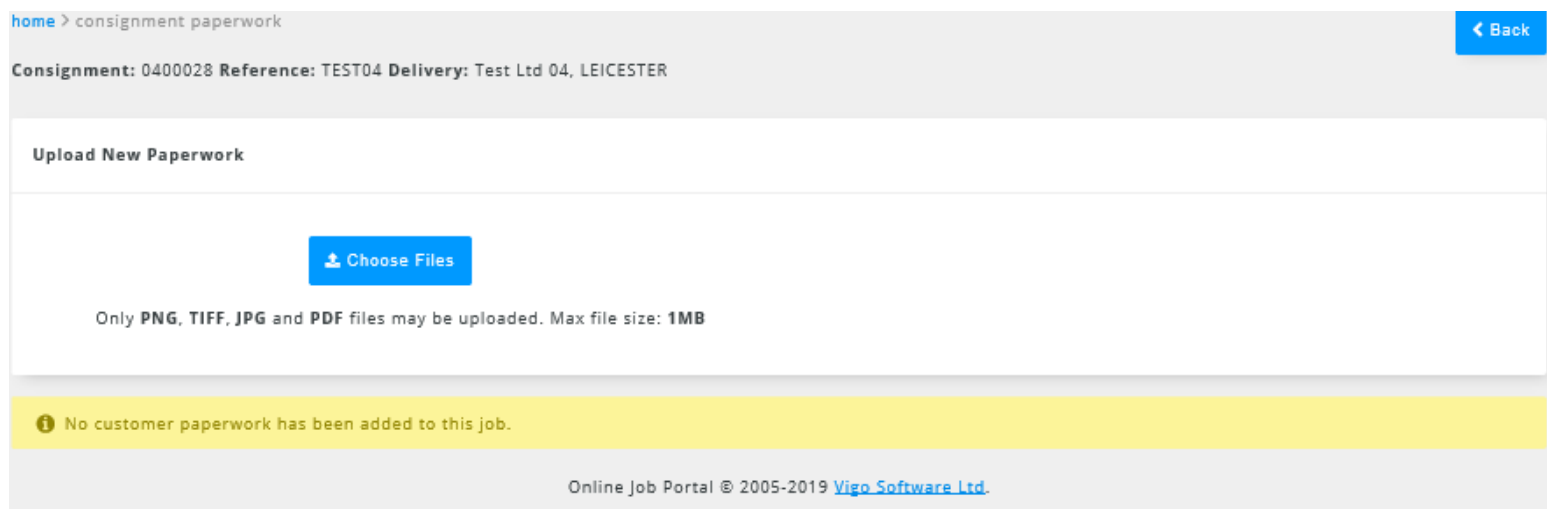 home > consignment paperwork
Back
Consignment: 0400028 Reference: TEST04 Delivery: Test Ltd 04, LEICESTER
Upload New Paperwork
Choose Files
Only PNG, TIFF, JPG and PDF files may be uploaded. Max file size: 1MB
No customer paperwork has been added to this job.
Online Job Portal © 2005-2019 Vigo Software Ltd.